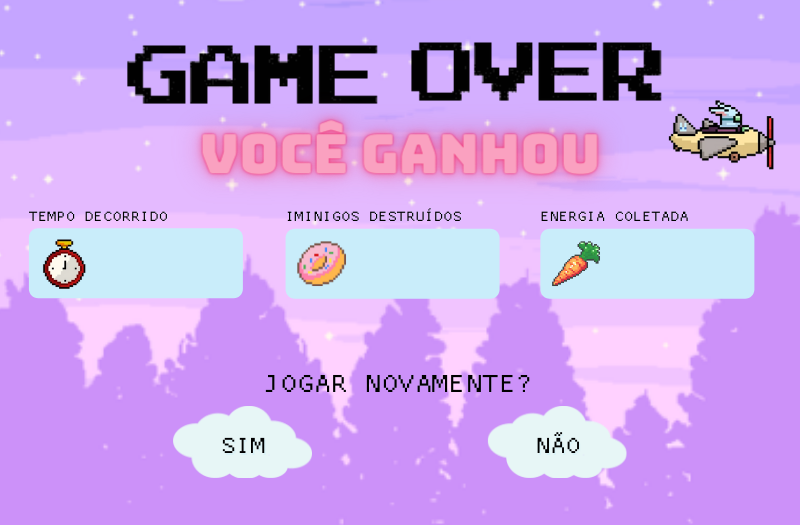 GAME OVER
VOCÊ GANHOU
TEMPO DECORRIDO
IMINIGOS DESTRUÍDOS
ENERGIA COLETADA
JOGAR NOVAMENTE?
SIM
NÃO